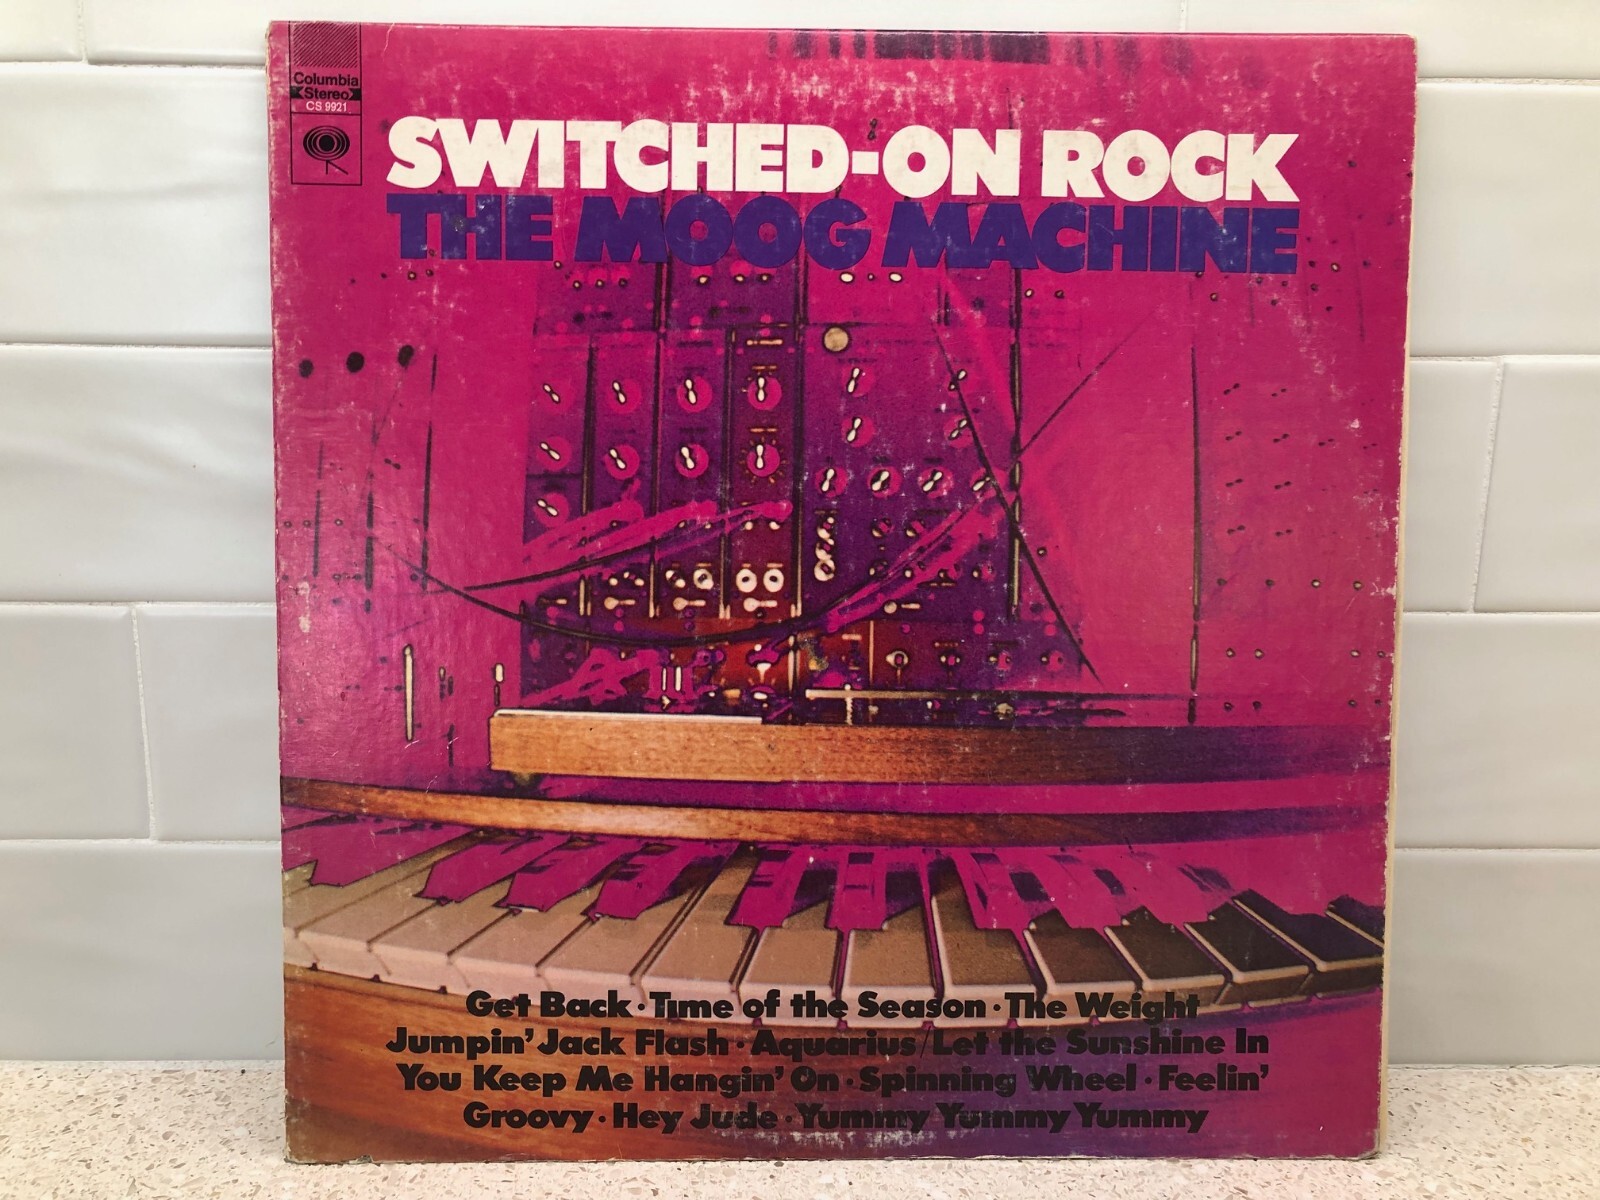 Columbia
Stereo
CS 9921
SWITCHED-ON ROCK
THE MOOG MACHINE
Get Back · Time of the Season · The Weight
Jumpin' Jack Flash · Aquarius/Let the Sunshine In
You Keep Me Hangin' On · Spinning Wheel · Feelin'
Groovy · Hey Jude · Yummy Yummy Yummy